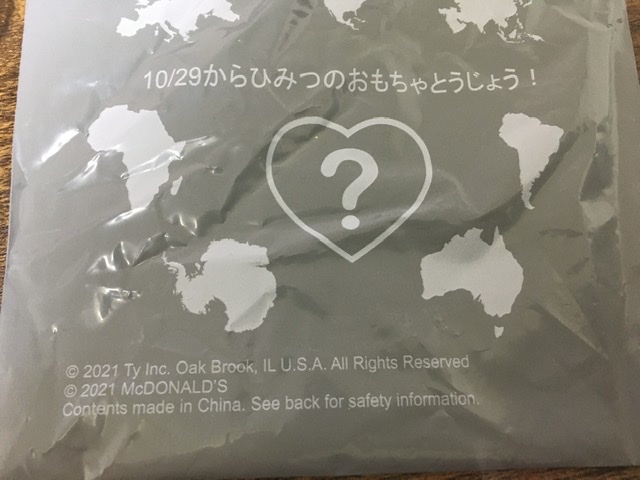 10/29からひみつのおもちゃとうじょう！
?
© 2021 Ty Inc. Oak Brook, IL U.S.A. All Rights Reserved
© 2021 McDONALD'S
Contents made in China. See back for safety information.